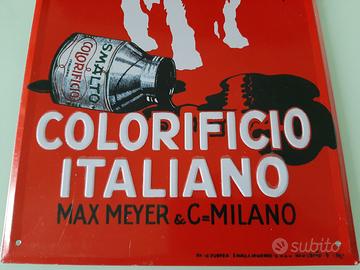 SMALTO
COLORIFICIO
COLORIFICIO
ITALIANO
MAX MEYER & C= MILANO
subito